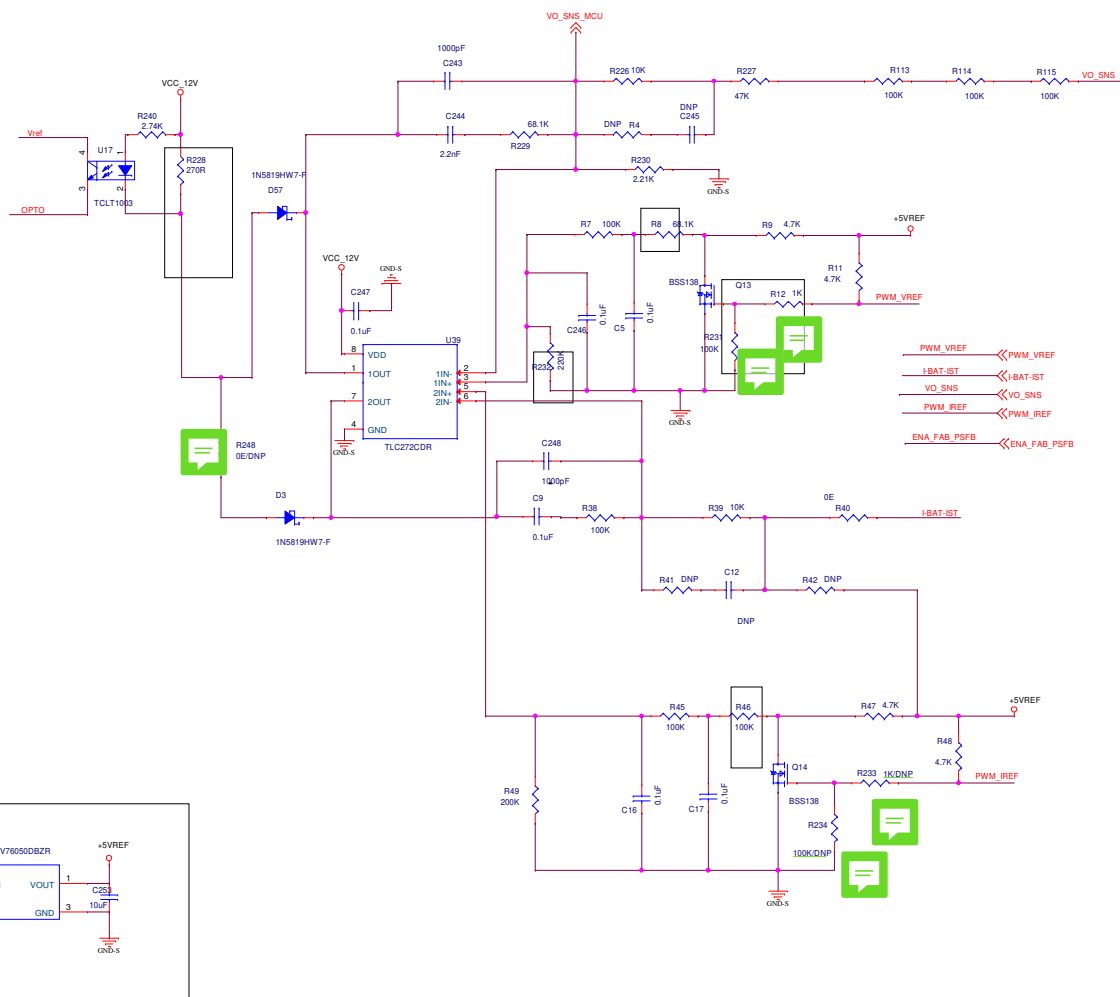 VO_SNS_MCU
1000pF
C243
R226 10K
R227
47K
R113
100K
R114
100K
R115
100K
VO_SNS
VCC_12V
R240
2.74K
Vref
U17
4
1
3
2
TCLT1003
OPTO
R228
270R
C244
2.2nF
68.1K
R229
DNP R4
DNP
C245
R230
2.21K
GND-S
1N5819HW7-F
D57
R7 100K
R8 68.1K
R9 4.7K
+5VREF
R11
4.7K
PWM_VREF
BSS138
Q13
R12 1K
R231
100K
VCC_12V
GND-S
C247
0.1uF
C246
0.1uF
C5
0.1uF
R232
220K
GND-S
U39
8 VDD
1 1OUT
7 2OUT
4 GND
1IN- 2
1IN+ 3
2IN+ 5
2IN- 6
TLC272CDR
GND-S
PWM_VREF PWM_VREF
I-BAT-IST I-BAT-IST
VO_SNS VO_SNS
PWM_IREF PWM_IREF
ENA_FAB_PSFB ENA_FAB_PSFB
R248
0E/DNP
C248
1000pF
D3
1N5819HW7-F
C9
0.1uF
R38
100K
R39 10K
0E
R40
I-BAT-IST
R41 DNP
C12
DNP
R42 DNP
R45
100K
R46
100K
R47 4.7K
+5VREF
R48
4.7K
PWM_IREF
Q14
BSS138
R233 1K/DNP
R234
100K/DNP
R49
200K
C16
0.1uF
C17
0.1uF
GND-S
V76050DBZR
+5VREF
VOUT 1
GND 3
C253
10uF
GND-S